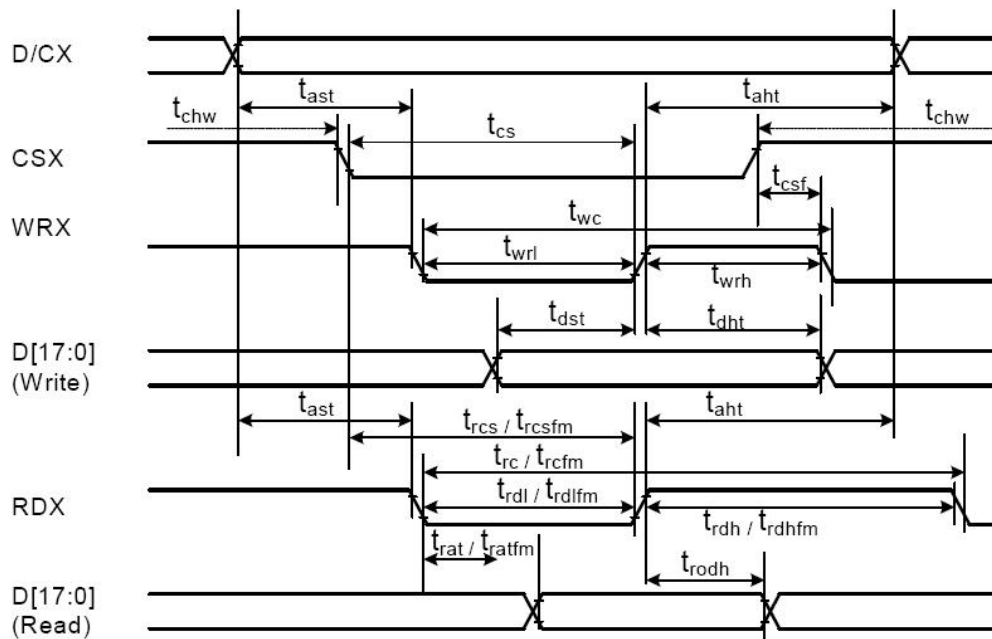 D/CX
t_ast
t_aht
t_chw
t_cs
t_chw
CSX
t_csf
WRX
t_wc
t_wrl
t_wrh
t_dst
t_dht
D[17:0]
(Write)
t_ast
t_aht
t_rcs / t_rcsfm
t_rc / t_rcfm
RDX
t_rdl / t_rdlfm
t_rdh / t_rdhfm
t_rat / t_ratfm
t_rodh
D[17:0]
(Read)